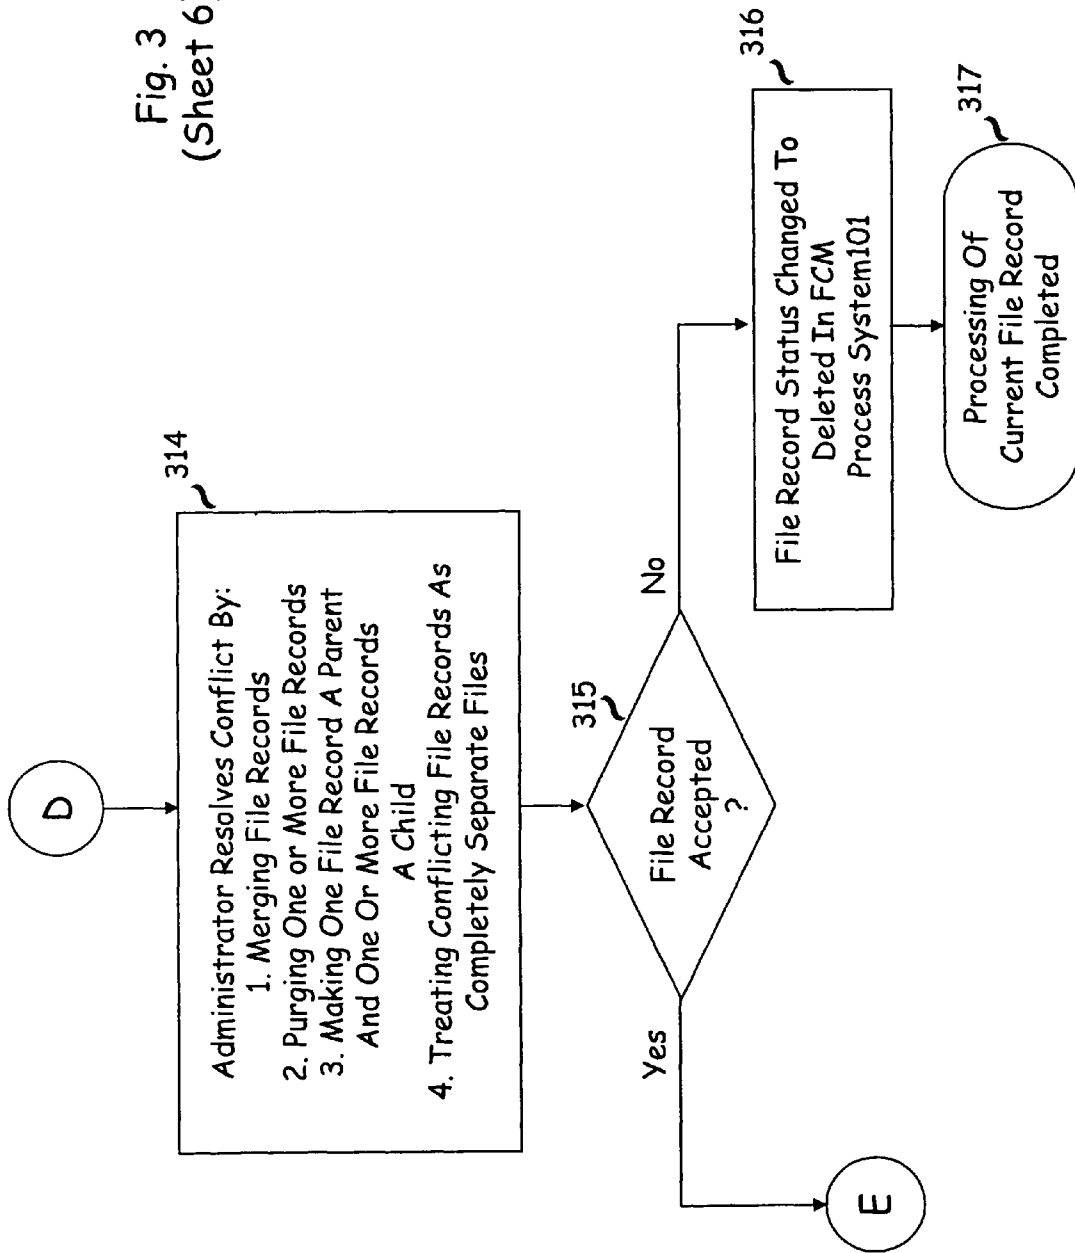 Fig. 3
(Sheet 6)
D
314
Administrator Resolves Conflict By:
1. Merging File Records
2. Purging One or More File Records
3. Making One File Record A Parent
And One Or More File Records
A Child
4. Treating Conflicting File Records As
Completely Separate Files
315
File Record
Accepted
?
Yes
No
E
316
File Record Status Changed To
Deleted In FCM
Process System101
317
Processing Of
Current File Record
Completed